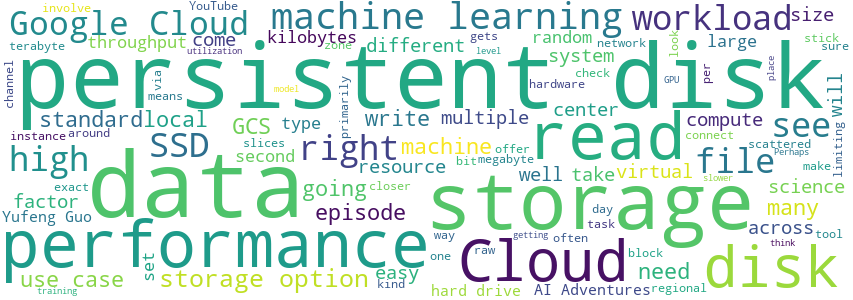 involve YouTube
Google Cloud machine learning workload size
terabyte throughput come kilobytes different random network large look stick sure
utilization zone system gets level
channel persistent disk
via means model check hardware GPU per place
standard local primarily write multiple center compute see Will
instance around GCS type read connect scattered limiting
exact SSD right machine offer Perhaps
high slices second resource bit megabyte file make
data going closer well take virtual slower science
factor episode storage day task many
Yufeng Guo way often across tool
performance one raw getting block think
set easy Cloud need disk
use case storage option kind hard drive AI Adventures regional
training